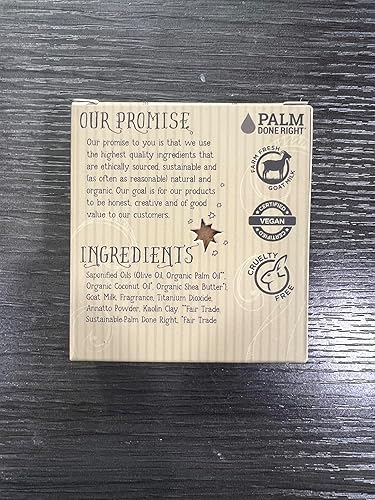 OUR PROMISE
Our promise to you is that we use
the highest quality ingredients that
are ethically sourced, sustainable and
(as often as reasonable) natural and
organic. Our goal is for our products
to be honest, creative and of good
value to our customers.
INGREDIENTS
Saponified Oils (Olive Oil, Organic Palm Oil**,
Organic Coconut Oil*, Organic Shea Butter*),
Goat Milk, Fragrance, Titanium Dioxide,
Annatto Powder, Kaolin Clay. **Fair Trade
Sustainable-Palm Done Right, *Fair Trade
PALM
DONE RIGHT™
FARM FRESH
GOAT MILK
CERTIFIED
VEGAN
CERTIFIED
CRUELTY
FREE